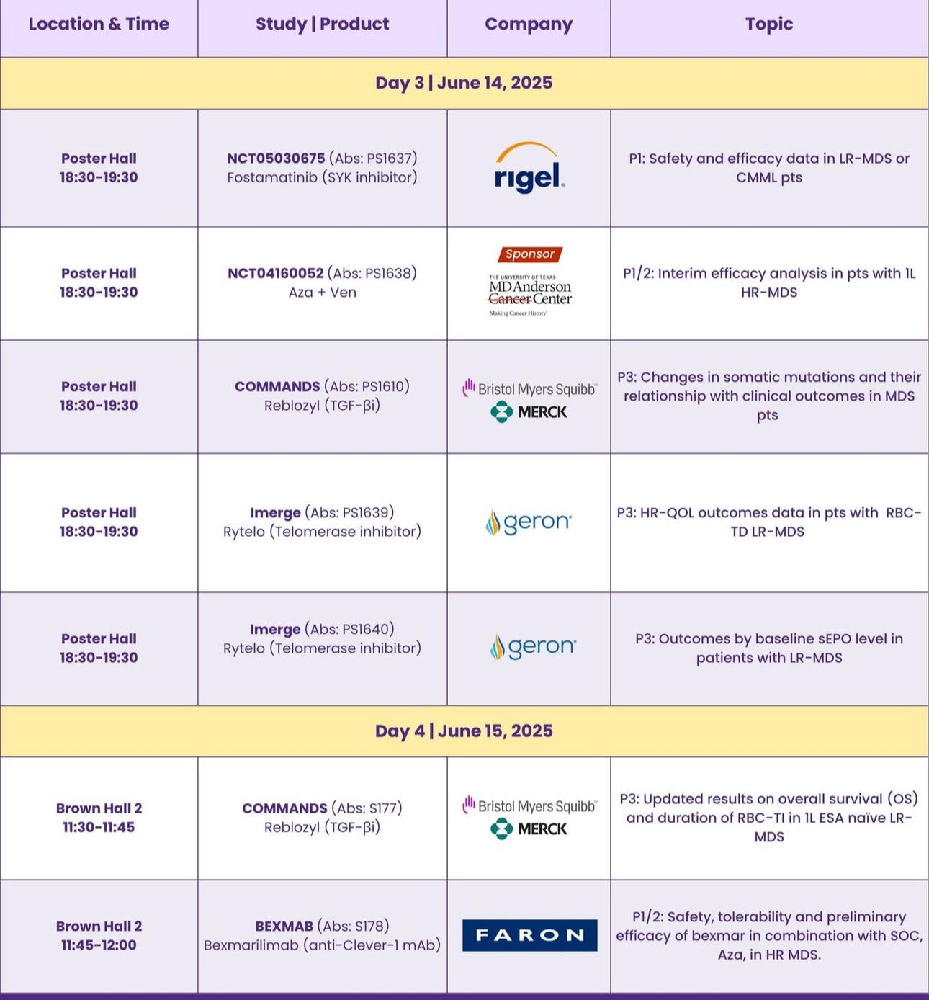 Location & Time
Study | Product
Company
Topic
Day 3 | June 14, 2025
Poster Hall
18:30-19:30
NCT05030675 (Abs: PS1637)
Fostamatinib (SYK inhibitor)
rigel
P1: Safety and efficacy data in LR-MDS or
CMML pts
Poster Hall
18:30-19:30
NCT04160052 (Abs: PS1638)
Aza + Ven
Sponsor
THE UNIVERSITY OF TEXAS
MD Anderson
Cancer Center
Making Cancer History®
P1/2: Interim efficacy analysis in pts with 1L
HR-MDS
Poster Hall
18:30-19:30
COMMANDS (Abs: PS1610)
Reblozyl (TGF-βi)
Bristol Myers Squibb™
MERCK
P3: Changes in somatic mutations and their
relationship with clinical outcomes in MDS
pts
Poster Hall
18:30-19:30
Imerge (Abs: PS1639)
Rytelo (Telomerase inhibitor)
geron®
P3: HR-QOL outcomes data in pts with RBC-
TD LR-MDS
Poster Hall
18:30-19:30
Imerge (Abs: PS1640)
Rytelo (Telomerase inhibitor)
geron®
P3: Outcomes by baseline sEPO level in
patients with LR-MDS
Day 4 | June 15, 2025
Brown Hall 2
11:30-11:45
COMMANDS (Abs: S177)
Reblozyl (TGF-βi)
Bristol Myers Squibb™
MERCK
P3: Updated results on overall survival (OS)
and duration of RBC-TI in 1L ESA naïve LR-
MDS
Brown Hall 2
11:45-12:00
BEXMAB (Abs: S178)
Bexmarilimab (anti-Clever-1 mAb)
FARON
P1/2: Safety, tolerability and preliminary
efficacy of bexmar in combination with SOC,
Aza, in HR MDS.